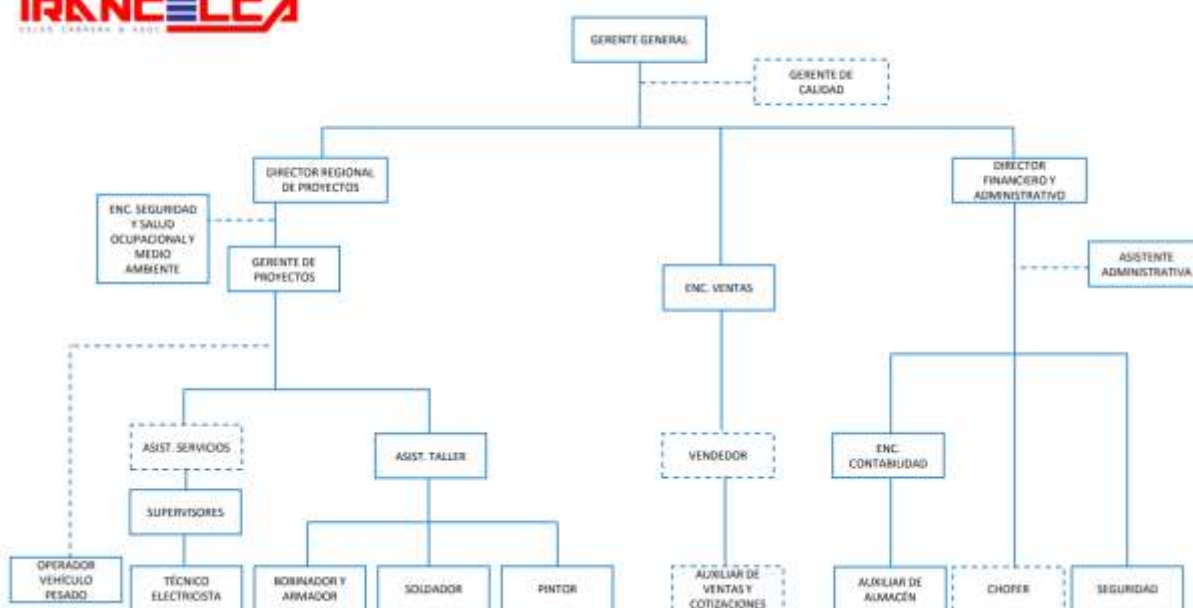 GERENTE GENERAL
GERENTE DE
CALIDAD
DIRECTOR REGIONAL
DE PROYECTOS
DIRECTOR
FINANCIERO Y
ADMINISTRATIVO
ENC. SEGURIDAD
Y SALUD
OCUPACIONAL Y
MEDIO
AMBIENTE
GERENTE DE
PROYECTOS
ENC. VENTAS
ASISTENTE
ADMINISTRATIVA
ASIST. SERVICIOS
ASIST. TALLER
VENDEDOR
ENC.
CONTABILIDAD
SUPERVISORES
OPERADOR
VEHÍCULO
PESADO
TÉCNICO
ELECTRICISTA
BOBINADOR Y
ARMADOR
SOLDADOR
PINTOR
AUXILIAR DE
VENTAS Y
COTIZACIONES
AUXILIAR DE
ALMACÉN
CHOFER
SEGURIDAD